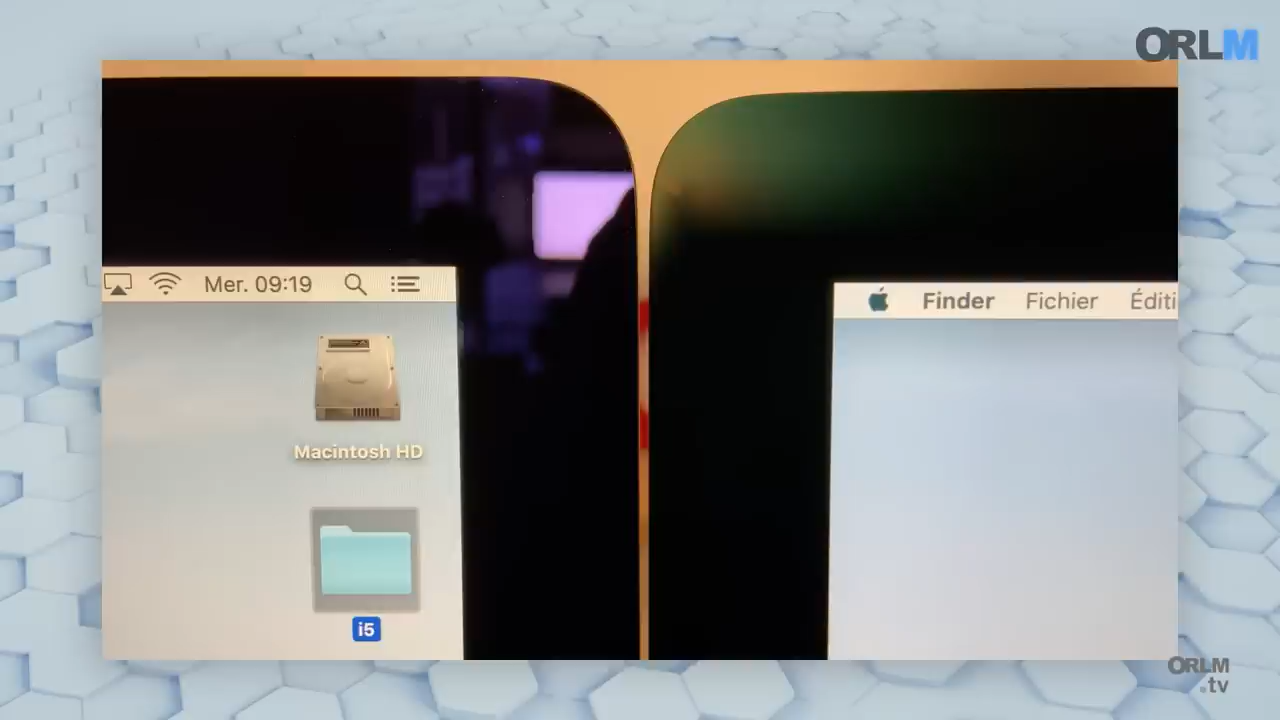 ORLM
Mer. 09:19
Finder Fichier Éditi
Macintosh HD
i5
ORLM
.tv